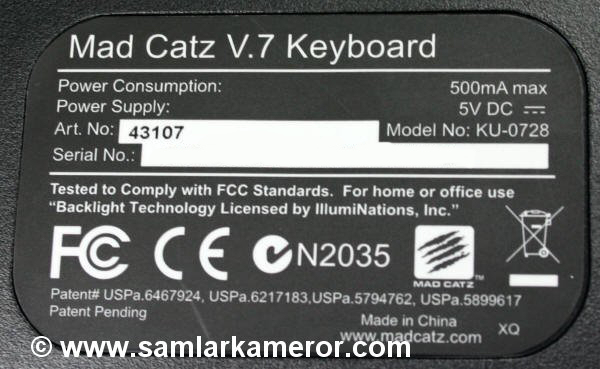 Mad Catz V.7 Keyboard
Power Consumption: 500mA max
Power Supply: 5V DC
Art. No: 43107 Model No: KU-0728
Serial No.:
Tested to Comply with FCC Standards. For home or office use
"Backlight Technology Licensed by IllumiNations, Inc."
FC CE N2035 MAD CATZ™
Patent# USPa.6467924, USPa.6217183,USPa.5794762, USPa.5899617
Patent Pending
Made in China XQ
www.madcatz.com
© www.samlarkameror.com